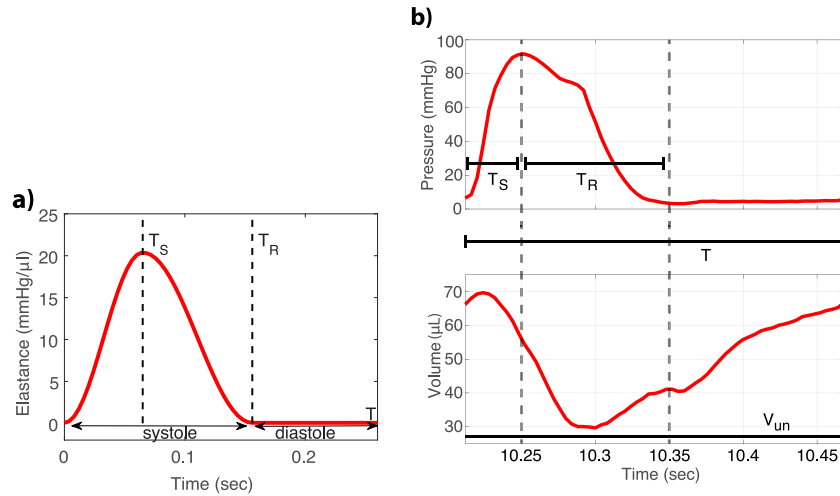 b)
100
80
60
40
20
0
Pressure (mmHg)
T_S
T_R
T
a)
25
20
15
10
5
0
Elastance (mmHg/μl)
T_S
T_R
T
systole
diastole
0
0.1
0.2
Time (sec)
70
60
50
40
30
Volume (μL)
V_un
10.25
10.3
10.35
10.4
10.45
Time (sec)